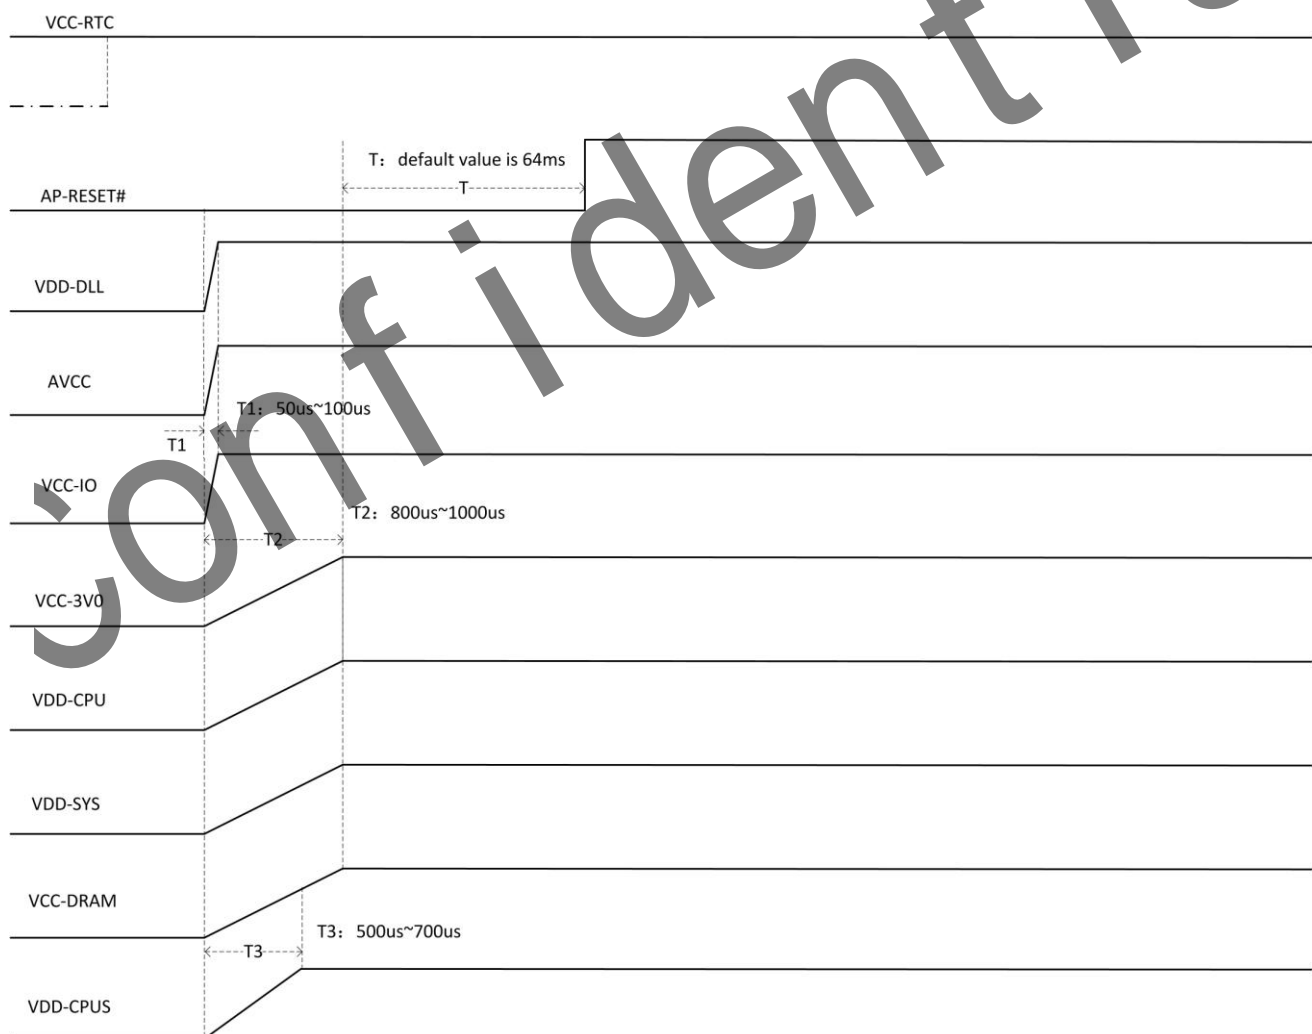 VCC-RTC
T：default value is 64ms
T
AP-RESET#
VDD-DLL
AVCC
T1：50us~100us
T1
VCC-IO
T2：800us~1000us
T2
VCC-3V0
VDD-CPU
VDD-SYS
VCC-DRAM
T3：500us~700us
T3
VDD-CPUS
Confidential